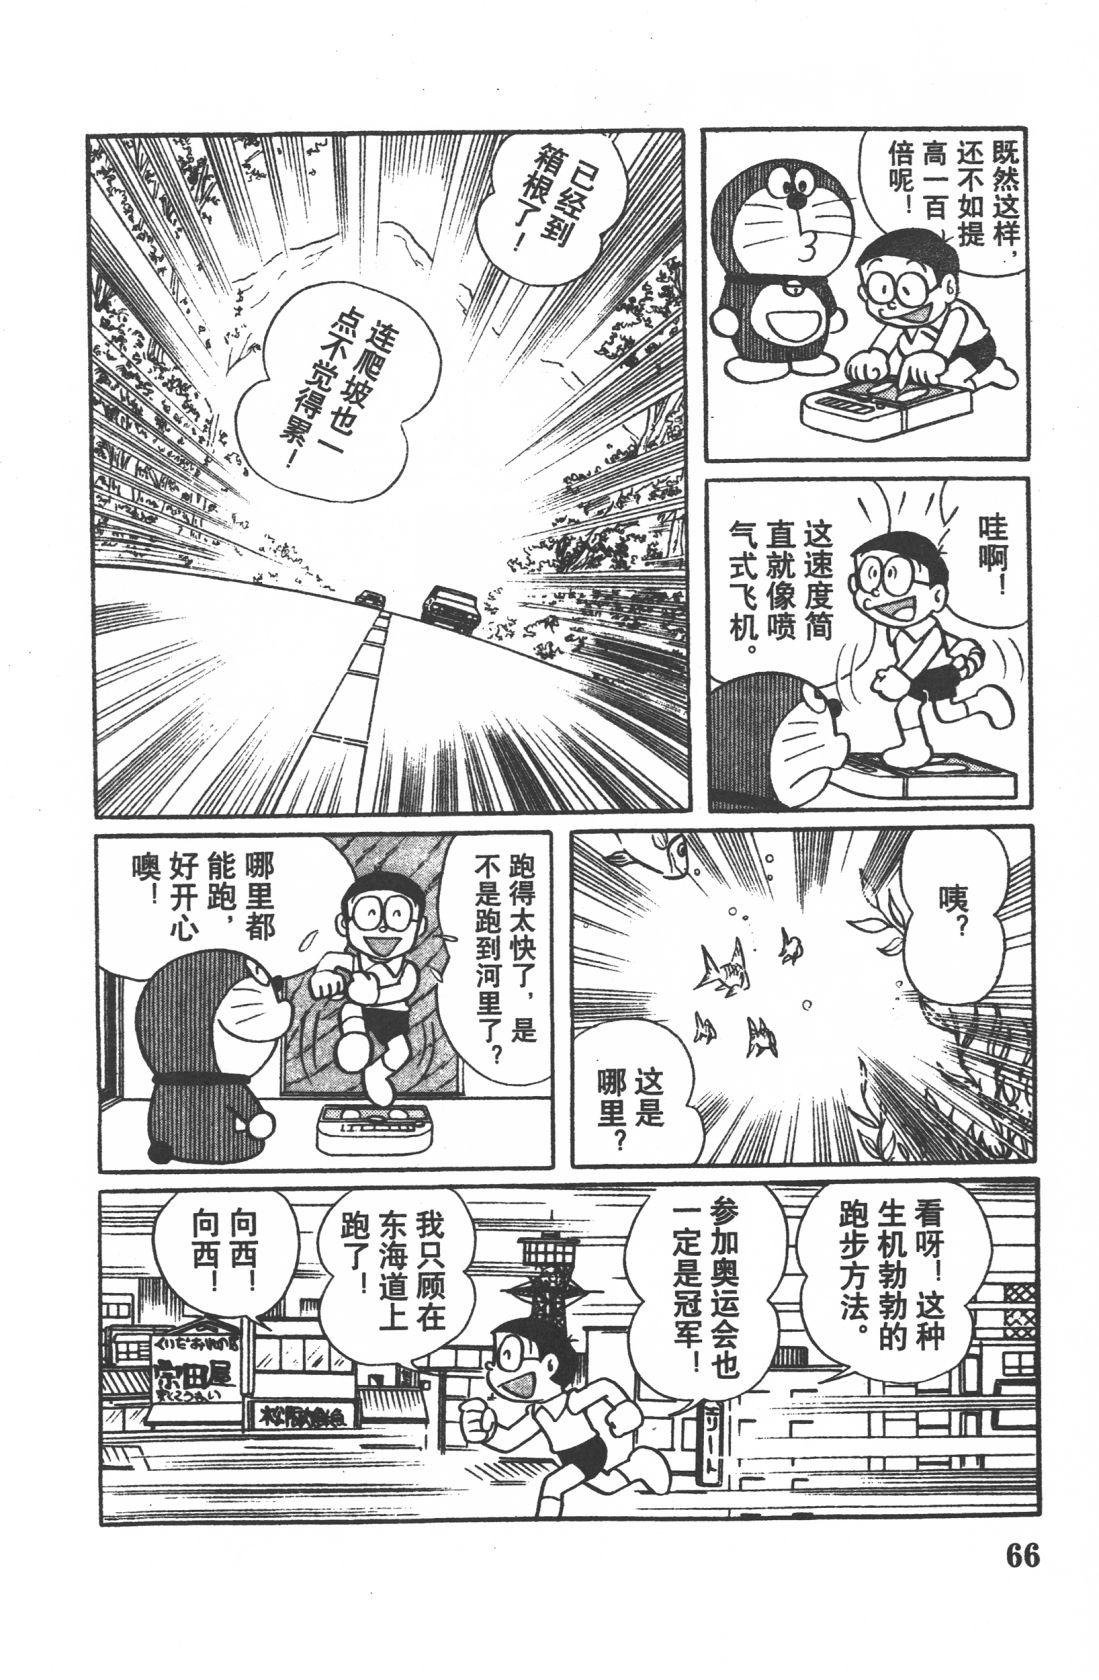 既然这样，
还不如提
高一百
倍呢！
哇啊！
这速度简
直就像喷
气式飞机。
已经到
箱根了！
连爬坡也一
点不觉得累！
咦？
这是
哪里？
跑得太快了，是
不是跑到河里了？
哪里都
能跑，
好开心
噢！
看呀！这种
生机勃勃的
跑步方法。
参加奥运会也
一定是冠军！
我只顾在
东海道上
跑了！
向西！
向西！
66